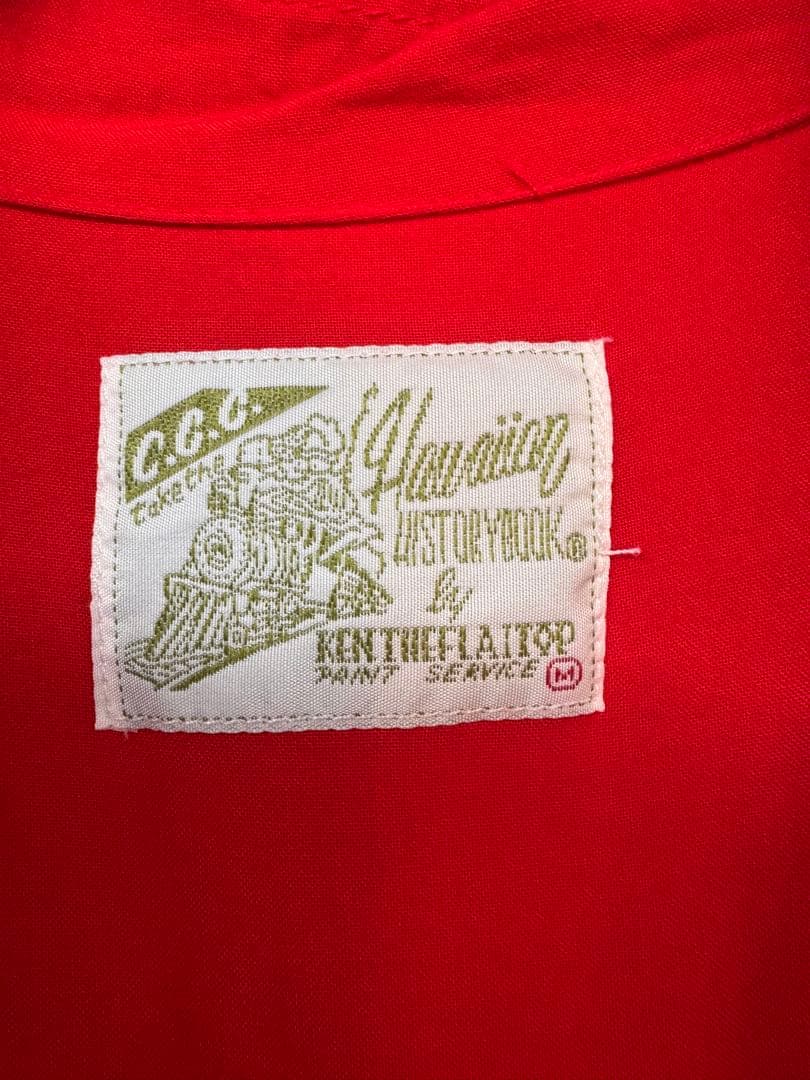 C.C.C.
take the
Hawaiian
HISTORYBOOK ®
by
KENTHEFLATTOP
PAINT SERVICE M